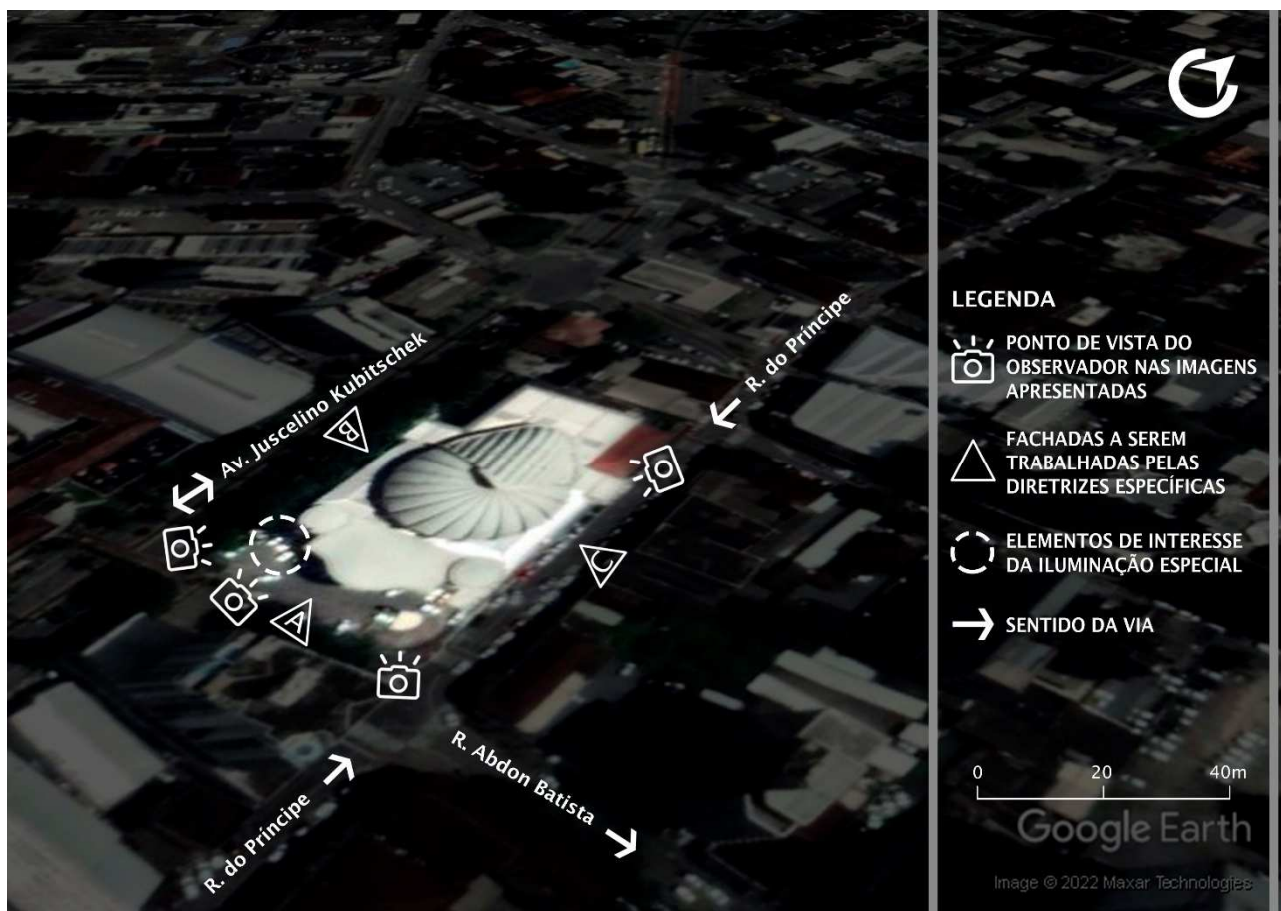 Av. Juscelino Kubitschek
R. do Príncipe
B
C
A
R. Abdon Batista
R. do Príncipe
LEGENDA
PONTO DE VISTA DO
OBSERVADOR NAS IMAGENS
APRESENTADAS
FACHADAS A SEREM
TRABALHADAS PELAS
DIRETRIZES ESPECÍFICAS
ELEMENTOS DE INTERESSE
DA ILUMINAÇÃO ESPECIAL
SENTIDO DA VIA
0 20 40m
Google Earth
Image © 2022 Maxar Technologies